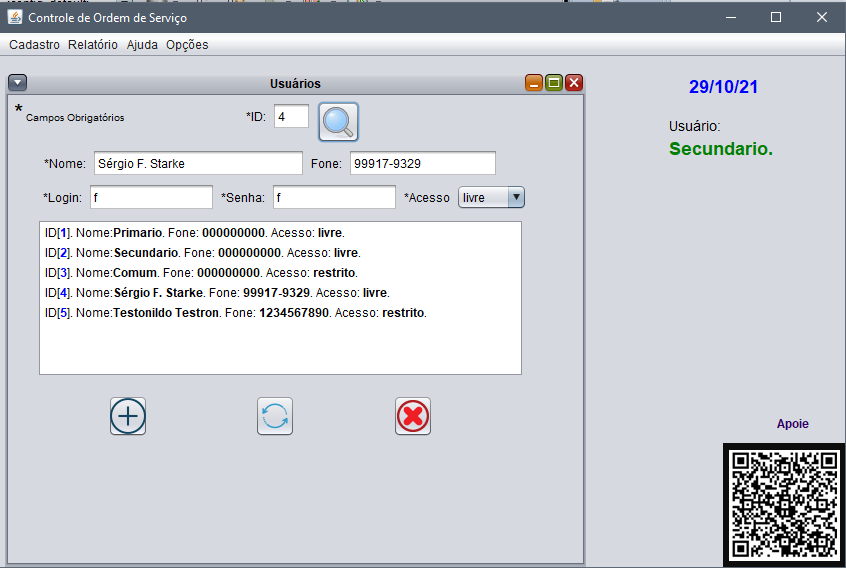 Controle de Ordem de Serviço
Cadastro Relatório Ajuda Opções
Usuários
* Campos Obrigatórios
*ID: 4
*Nome: Sérgio F. Starke Fone: 99917-9329
*Login: f *Senha: f *Acesso livre
ID[1]. Nome:Primario. Fone: 000000000. Acesso: livre.
ID[2]. Nome:Secundario. Fone: 000000000. Acesso: livre.
ID[3]. Nome:Comum. Fone: 000000000. Acesso: restrito.
ID[4]. Nome:Sérgio F. Starke. Fone: 99917-9329. Acesso: livre.
ID[5]. Nome:Testonildo Testron. Fone: 1234567890. Acesso: restrito.
29/10/21
Usuário:
Secundario.
Apoie